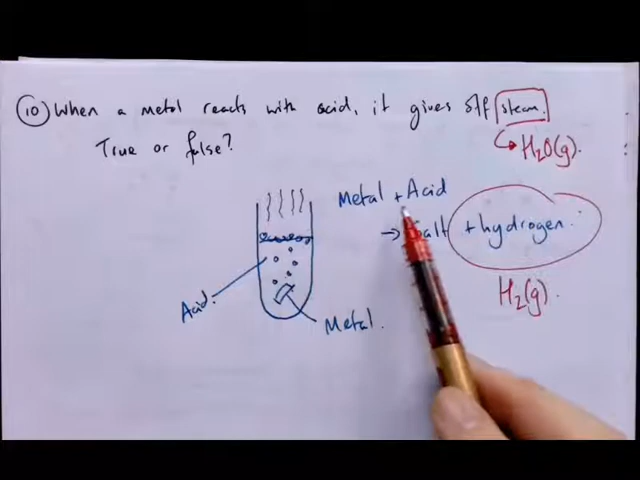 10 When a metal reacts with acid, it gives off steam.
True or false?
H₂O(g).
Metal + Acid
→ Salt + hydrogen
H₂(g).
Acid.
Metal.